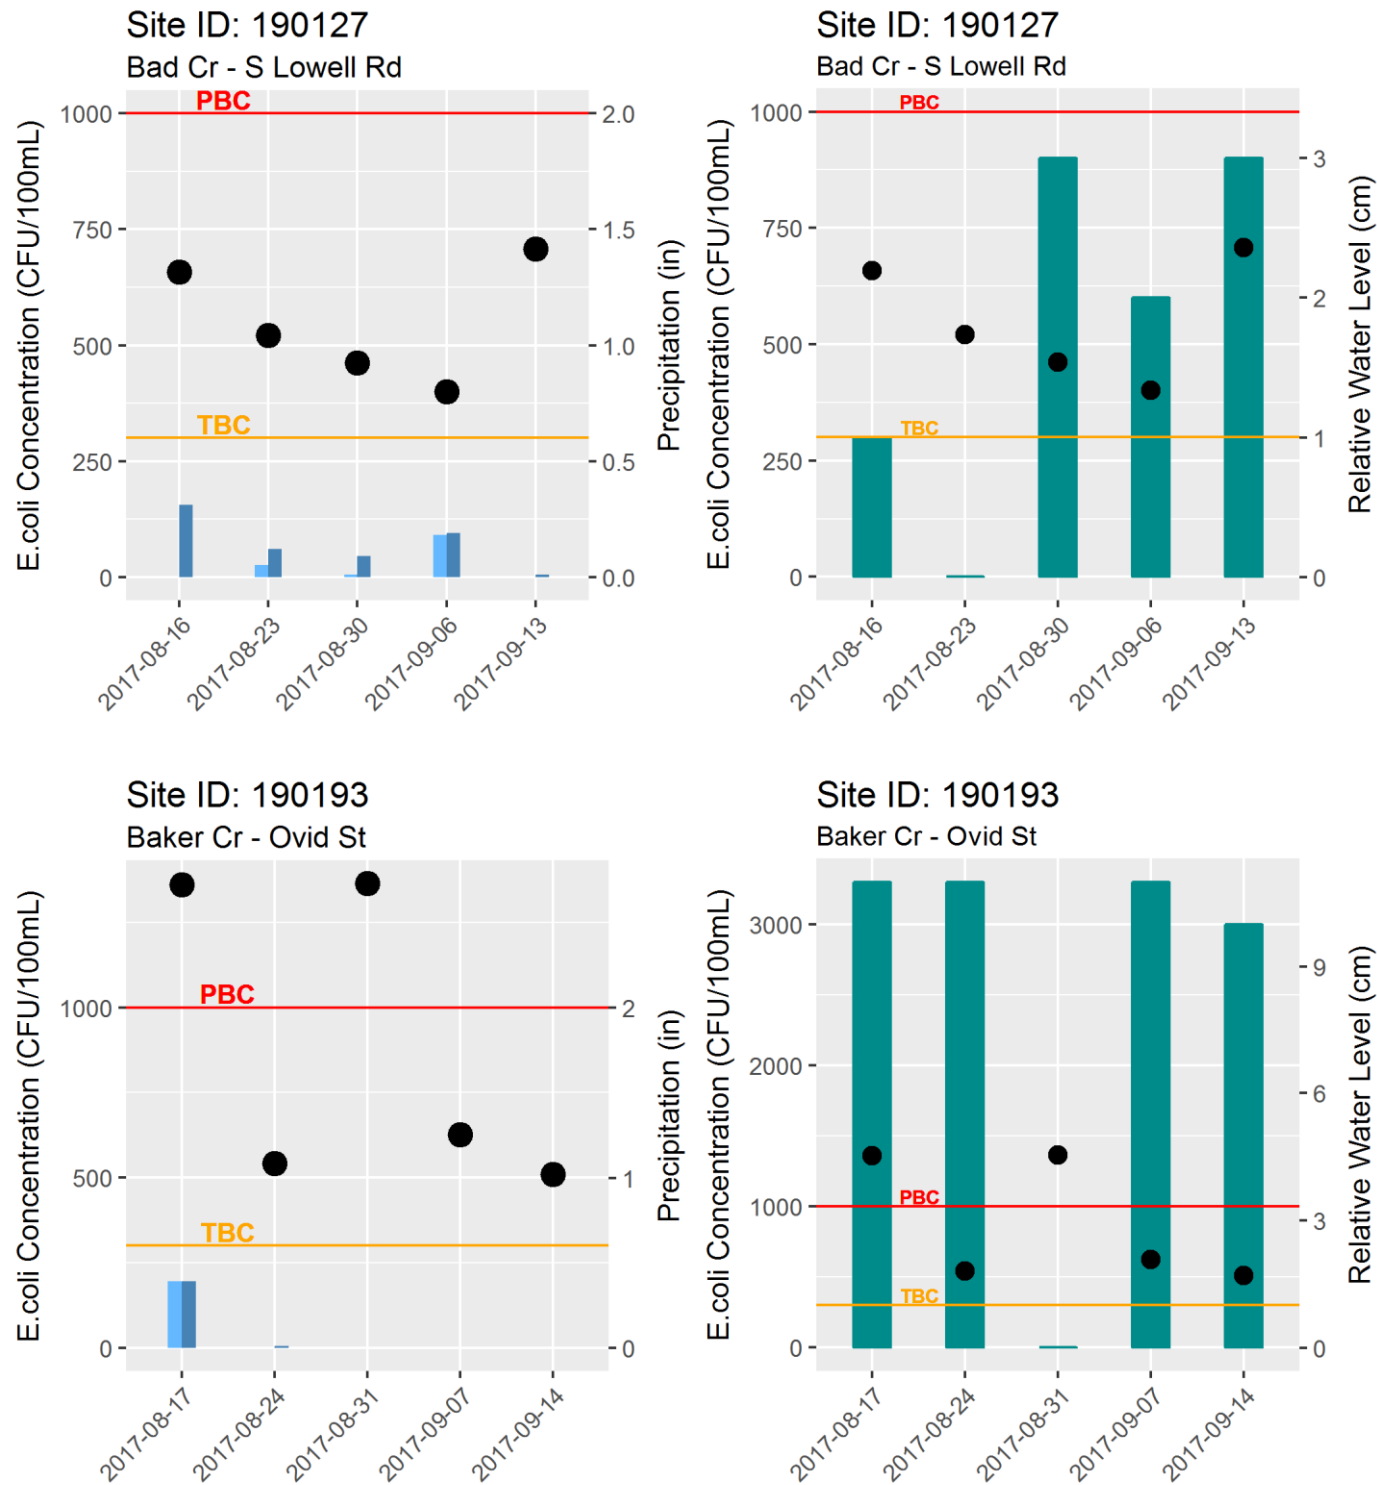 Site ID: 190127
Bad Cr - S Lowell Rd
E.coli Concentration (CFU/100mL)
1000
750
500
250
0
PBC
TBC
2.0
1.5
1.0
0.5
0.0
Precipitation (in)
2017-08-16
2017-08-23
2017-08-30
2017-09-06
2017-09-13
Site ID: 190127
Bad Cr - S Lowell Rd
E.coli Concentration (CFU/100mL)
1000
750
500
250
0
PBC
TBC
3
2
1
0
Relative Water Level (cm)
2017-08-16
2017-08-23
2017-08-30
2017-09-06
2017-09-13
Site ID: 190193
Baker Cr - Ovid St
E.coli Concentration (CFU/100mL)
1000
500
0
PBC
TBC
2
1
0
Precipitation (in)
2017-08-17
2017-08-24
2017-08-31
2017-09-07
2017-09-14
Site ID: 190193
Baker Cr - Ovid St
E.coli Concentration (CFU/100mL)
3000
2000
1000
0
PBC
TBC
9
6
3
0
Relative Water Level (cm)
2017-08-17
2017-08-24
2017-08-31
2017-09-07
2017-09-14